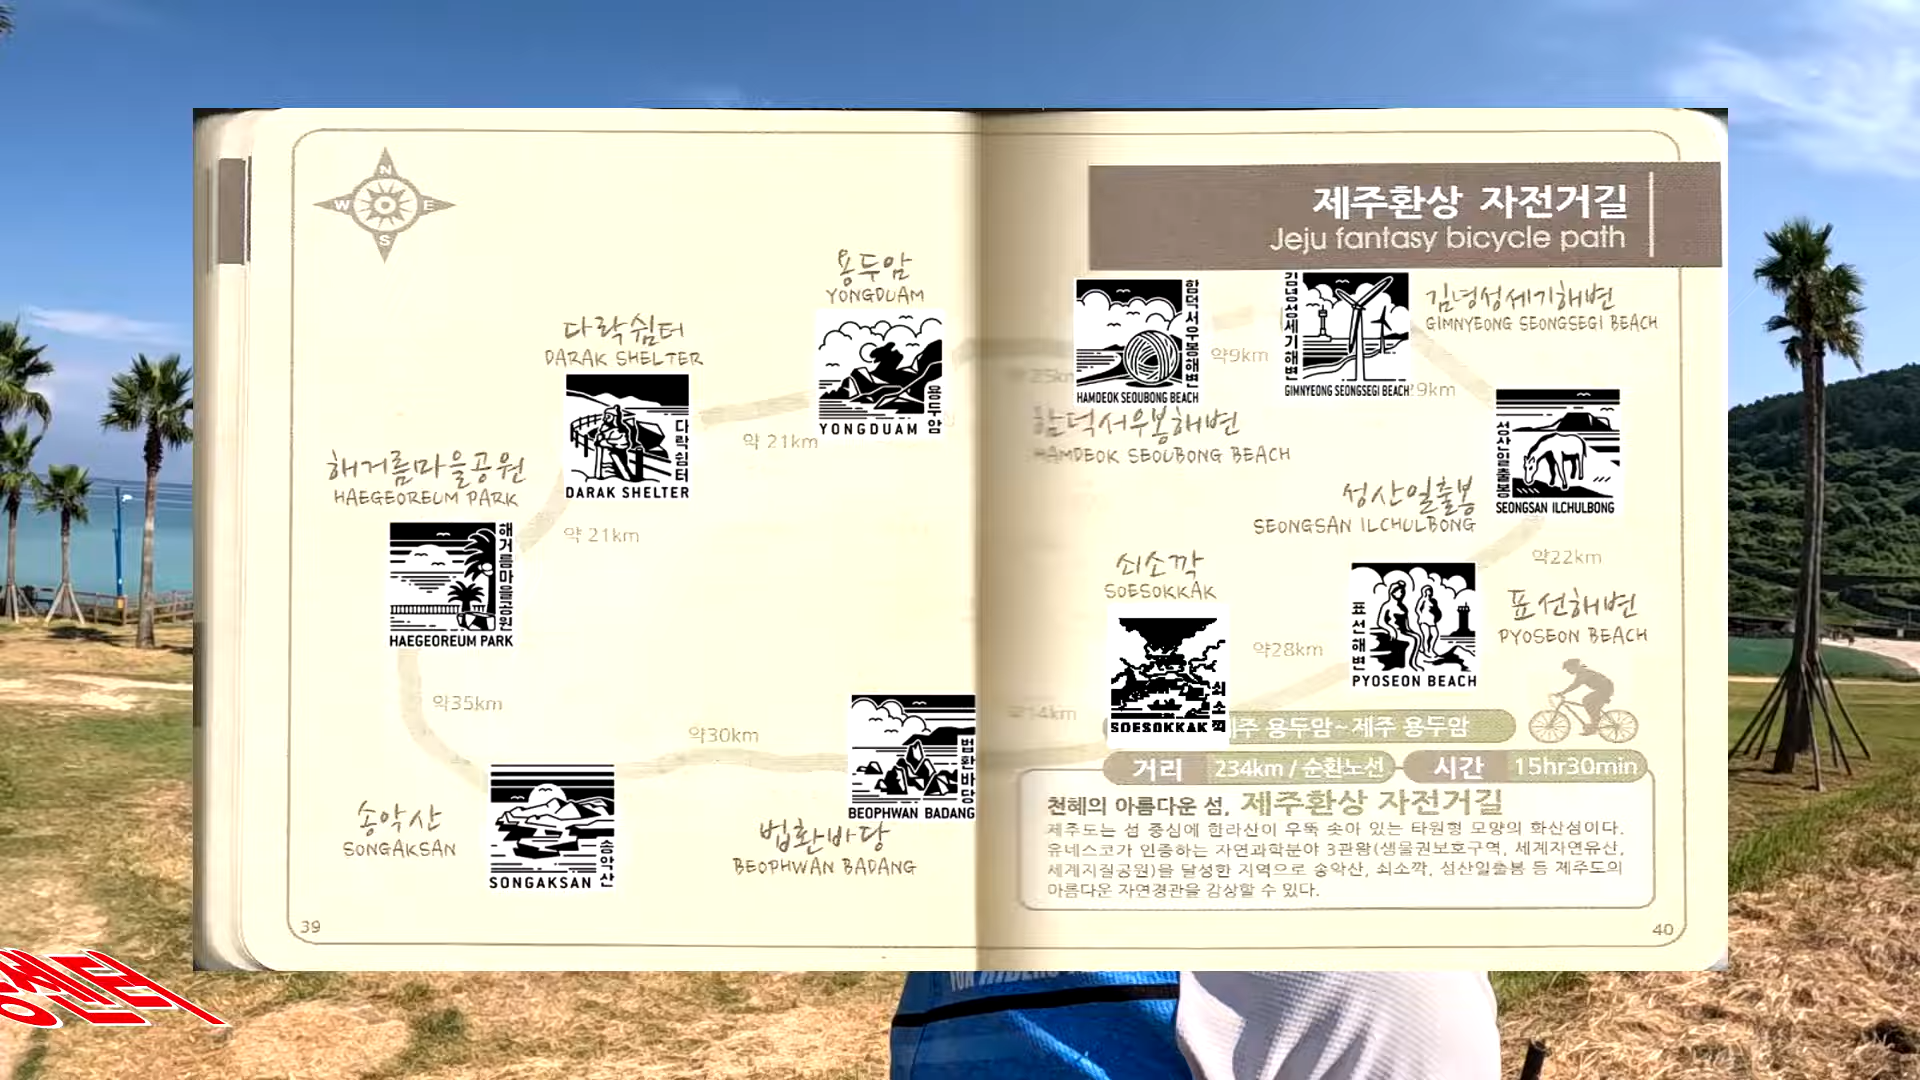 N
W
E
S
제주환상 자전거길
Jeju fantasy bicycle path
용두암
YONGDUAM
다락쉼터
DARAK SHELTER
해거름마을공원
HAEGEOREUM PARK
송악산
SONGAKSAN
법환바당
BEOPHWAN BADANG
쇠소깍
SOESOKKAK
표선해변
PYOSEON BEACH
성산일출봉
SEONGSAN ILCHULBONG
김녕성세기해변
GIMNYEONG SEONGSEGI BEACH
함덕서우봉해변
HAMDEOK SEOUBONG BEACH
용두암
YONGDUAM
다락쉼터
DARAK SHELTER
해거름마을공원
HAEGEOREUM PARK
송악산
SONGAKSAN
법환바당
BEOPHWAN BADANG
쇠소깍
SOESOKKAK
표선해변
PYOSEON BEACH
성산일출봉
SEONGSAN ILCHULBONG
김녕성세기해변
GIMNYEONG SEONGSEGI BEACH
함덕서우봉해변
HAMDEOK SEOUBONG BEACH
약 21km
약 21km
약35km
약30km
14km
약28km
약22km
9km
약9km
25km
제주 용두암~제주 용두암
거리 234km / 순환노선 시간 15hr30min
천혜의 아름다운 섬, 제주환상 자전거길
제주도는 섬 중심에 한라산이 우뚝 솟아 있는 타원형 모양의 화산섬이다.
유네스코가 인증하는 자연과학분야 3관왕(생물권보호구역, 세계자연유산,
세계지질공원)을 달성한 지역으로 송악산, 쇠소깍, 성산일출봉 등 제주도의
아름다운 자연경관을 감상할 수 있다.
39
40